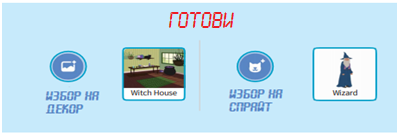 ГОТОВИ
ИЗБОР НА
ДЕКОР
Witch House
ИЗБОР НА
СПРАЙТ
Wizard